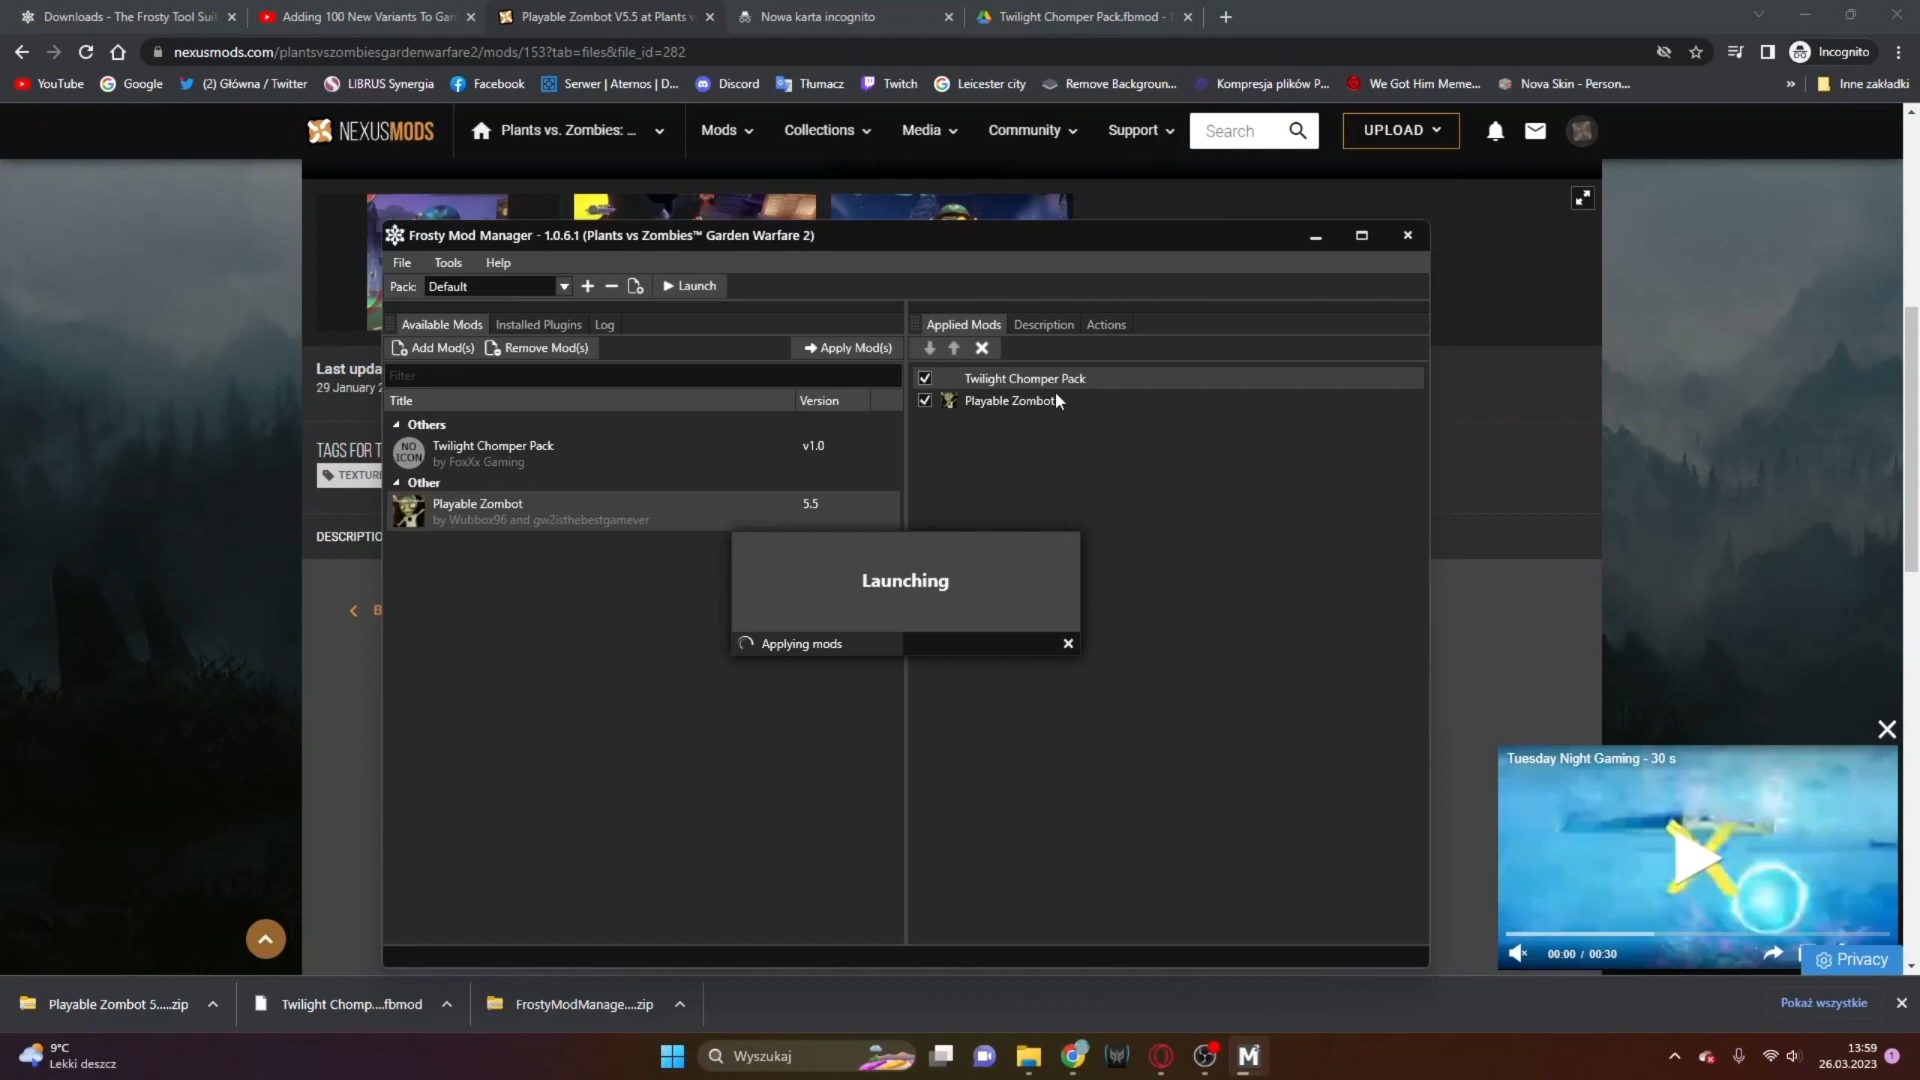 Downloads - The Frosty Tool Suit
Adding 100 New Variants To Gar
Playable Zombot V5.5 at Plants v
Nowa karta incognito
Twilight Chomper Pack.fbmod -
nexusmods.com/plantsvszombiesgardenwarfare2/mods/153?tab=files&file_id=282
Incognito
YouTube
Google
(2) Główna / Twitter
LIBRUS Synergia
Facebook
Serwer | Aternos | D...
Discord
Tłumacz
Twitch
Leicester city
Remove Backgroun...
Kompresja plików P...
We Got Him Meme...
Nova Skin - Person...
»
Inne zakładki
NEXUSMODS
Plants vs. Zombies: ...
Mods
Collections
Media
Community
Support
Search
UPLOAD
Frosty Mod Manager - 1.0.6.1 (Plants vs Zombies™ Garden Warfare 2)
File Tools Help
Pack: Default
Launch
Available Mods Installed Plugins Log
Applied Mods Description Actions
Add Mod(s) Remove Mod(s) Apply Mod(s)
Filter
Title Version
Others
NO ICON
Twilight Chomper Pack v1.0
by FoxXx Gaming
Other
Playable Zombot 5.5
by Wubbox96 and gw2isthebestgamever
Twilight Chomper Pack
Playable Zombot
Launching
Applying mods
Last upda
29 January
TAGS FOR T
TEXTURE
DESCRIPTIO
B
Tuesday Night Gaming - 30 s
00:00 / 00:30
Privacy
Playable Zombot 5.....zip
Twilight Chomp....fbmod
FrostyModManage....zip
Pokaż wszystkie
9°C
Lekki deszcz
Wyszukaj
13:59
26.03.2023
1